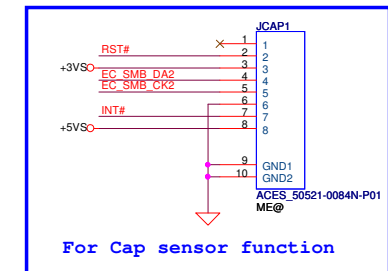 JCAP1
1 1
RST# 2 2
+3VS 3 3
EC_SMB_DA2 4 4
EC_SMB_CK2 5 5
6 6
INT# 7 7
+5VS 8 8
9 GND1
10 GND2
ACES_50521-0084N-P01
ME@
For Cap sensor function